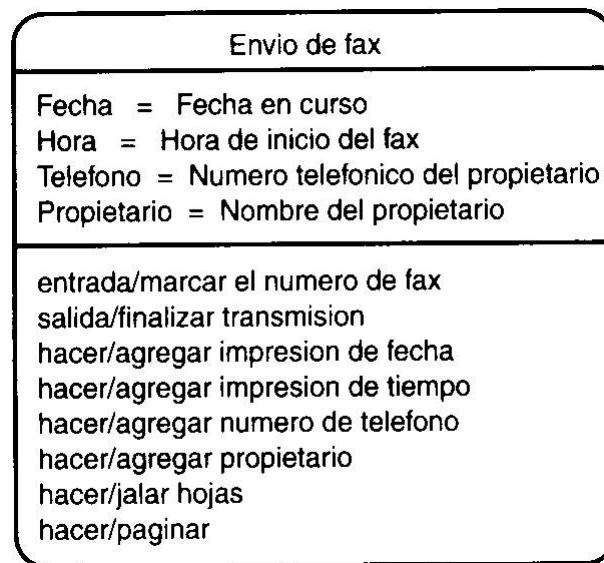 Envio de fax
Fecha = Fecha en curso
Hora = Hora de inicio del fax
Telefono = Numero telefonico del propietario
Propietario = Nombre del propietario
entrada/marcar el numero de fax
salida/finalizar transmision
hacer/agregar impresion de fecha
hacer/agregar impresion de tiempo
hacer/agregar numero de telefono
hacer/agregar propietario
hacer/jalar hojas
hacer/paginar